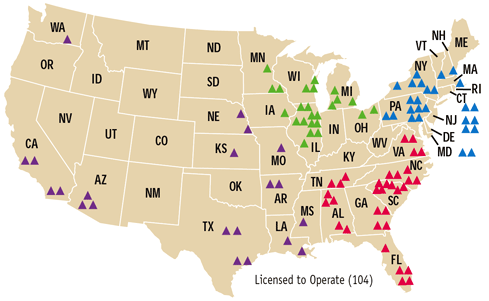 WA
MT
ND
MN
VT
NH
ME
OR
ID
SD
WI
MI
NY
MA
RI
CT
WY
NE
IA
PA
NJ
NV
UT
CO
KS
MO
IL
IN
OH
WV
VA
DE
MD
CA
AZ
NM
OK
AR
TN
KY
NC
SC
TX
LA
MS
AL
GA
FL
Licensed to Operate (104)